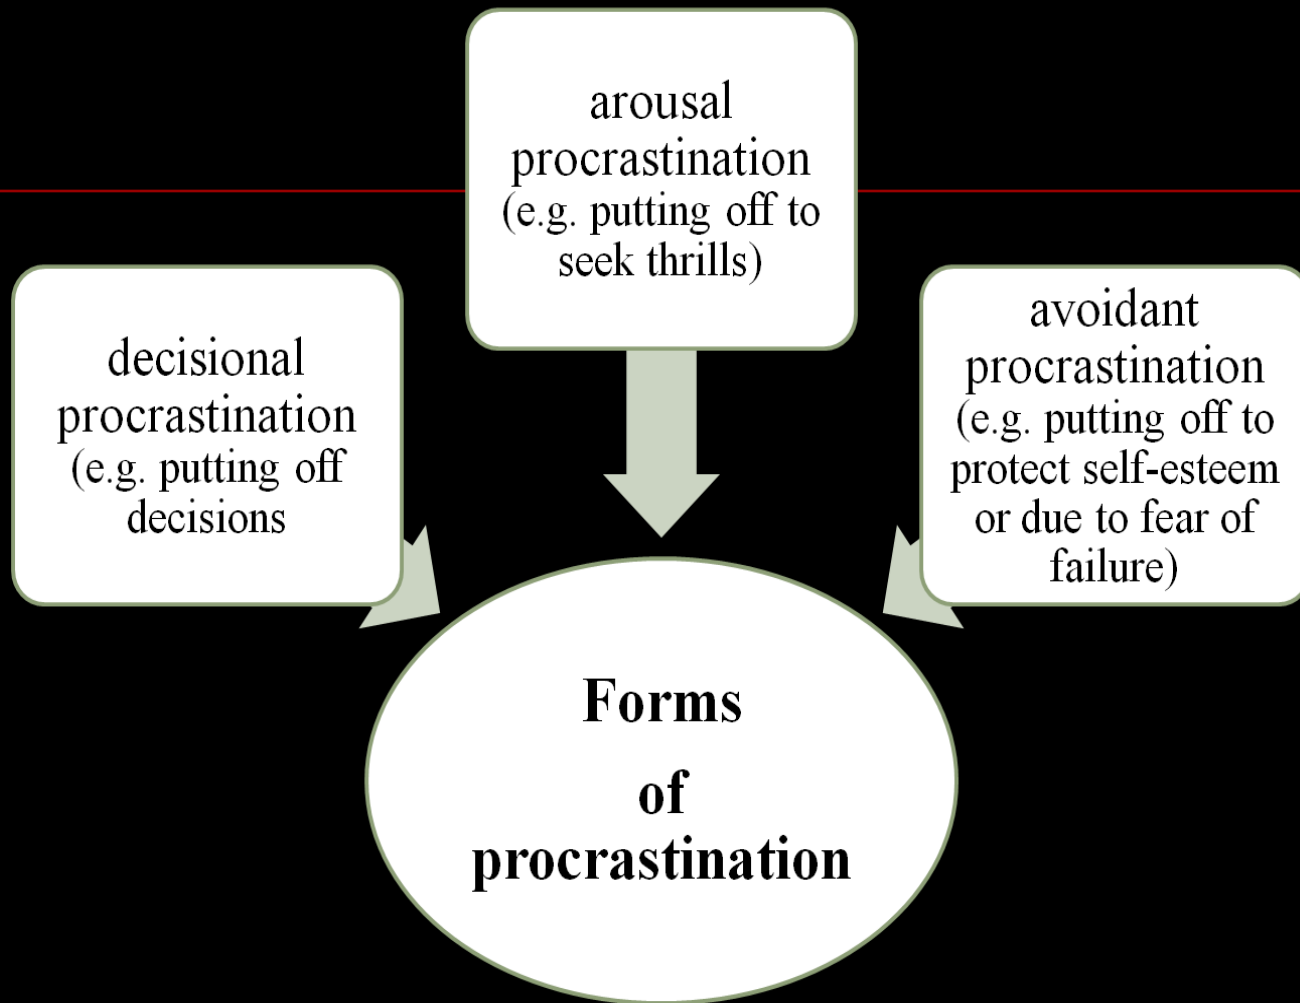 arousal
procrastination
(e.g. putting off to
seek thrills)
decisional
procrastination
(e.g. putting off
decisions
avoidant
procrastination
(e.g. putting off to
protect self-esteem
or due to fear of
failure)
Forms
of
procrastination